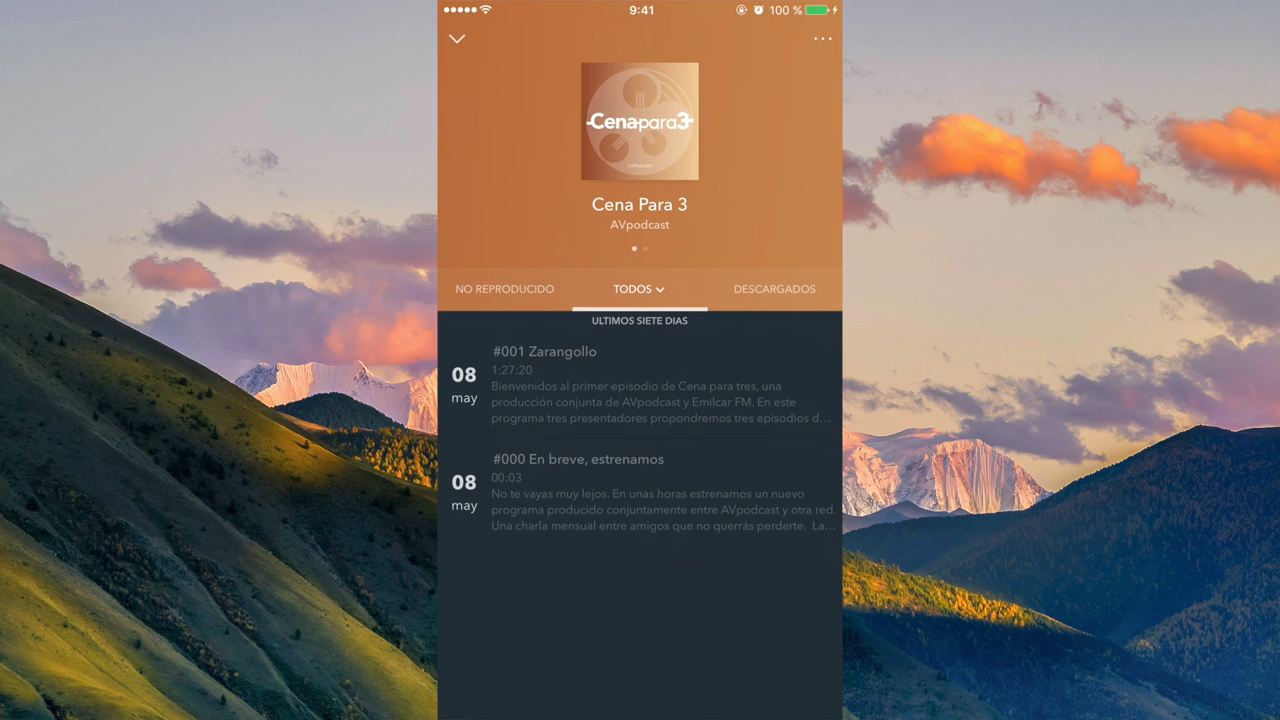 9:41
100 %
Cenapara3
Cena Para 3
AVpodcast
NO REPRODUCIDO
TODOS
DESCARGADOS
ULTIMOS SIETE DIAS
#001 Zarangollo
08
may
1:27:20
Bienvenidos al primer episodio de Cena para tres, una
producción conjunta de AVpodcast y Emilcar FM. En este
programa tres presentadores propondremos tres episodios d…
#000 En breve, estrenamos
08
may
00:03
No te vayas muy lejos. En unas horas estrenamos un nuevo
programa producido conjuntamente entre AVpodcast y otra red.
Una charla mensual entre amigos que no querrás perderte. La…